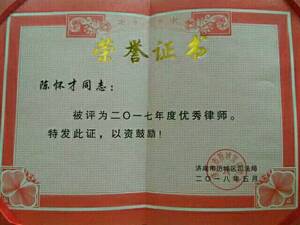 荣誉证书
陈怀才同志：
被评为二〇一七年度优秀律师。
特发此证，以资鼓励！
济南市历城区司法局
二〇一八年五月